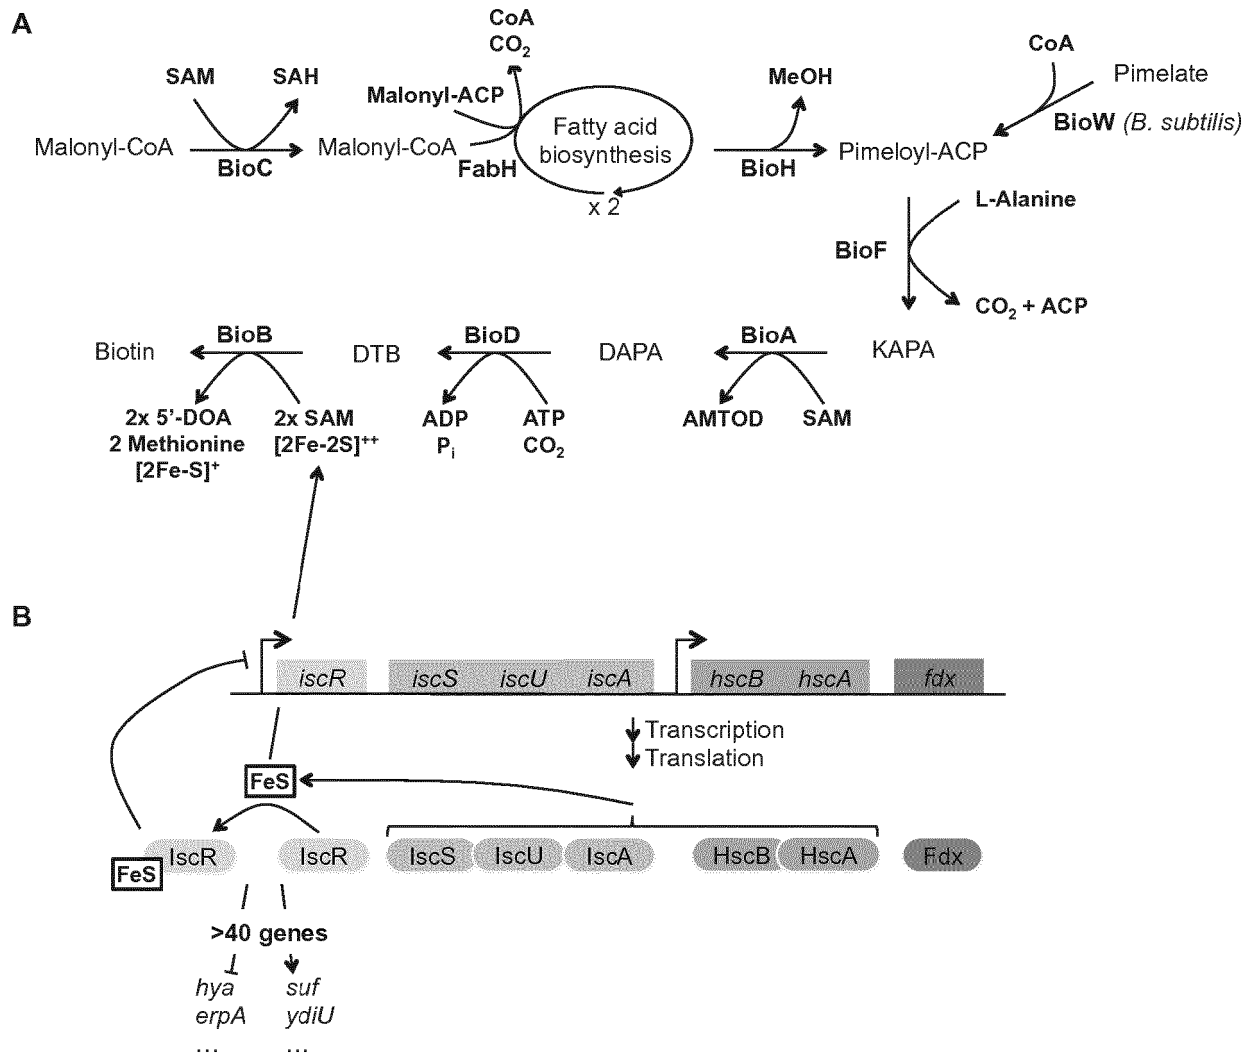 A
CoA
CO2
SAM
SAH
Malonyl-ACP
MeOH
CoA
Pimelate
Malonyl-CoA
BioC
Malonyl-CoA
FabH
Fatty acid
biosynthesis
x 2
BioH
Pimeloyl-ACP
BioW (B. subtilis)
L-Alanine
BioF
CO2 + ACP
Biotin
BioB
DTB
BioD
DAPA
BioA
KAPA
2x 5'-DOA
2 Methionine
[2Fe-S]+
2x SAM
[2Fe-2S]++
ADP
Pi
ATP
CO2
AMTOD
SAM
B
iscR iscS iscU iscA hscB hscA fdx
Transcription
Translation
FeS
IscR IscR IscS IscU IscA HscB HscA Fdx
FeS
>40 genes
hya suf
erpA ydiU
... ...